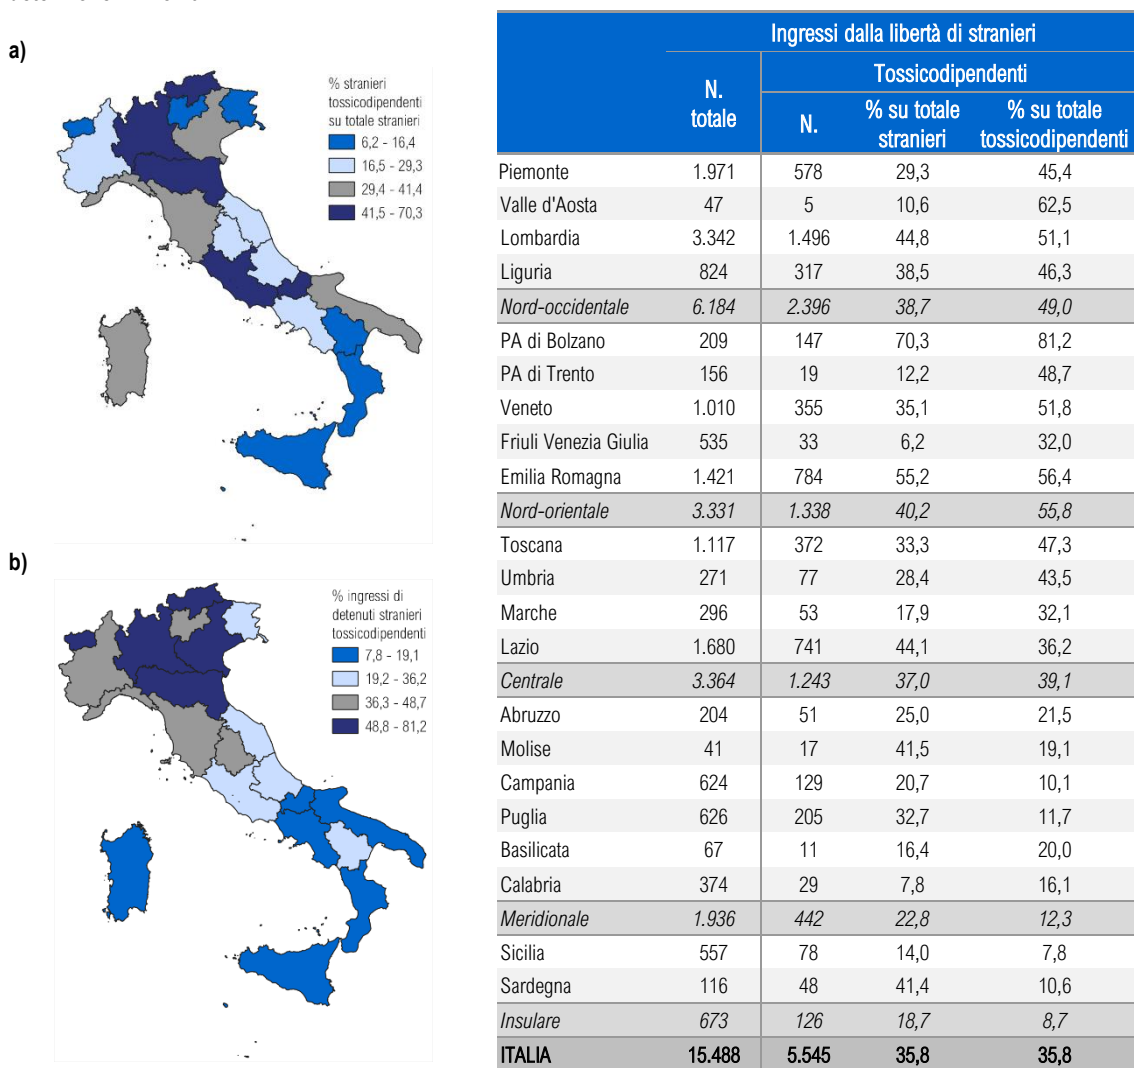 a)
% stranieri
tossicodipendenti
su totale stranieri
6,2 - 16,4
16,5 - 29,3
29,4 - 41,4
41,5 - 70,3
b)
% ingressi di
detenuti stranieri
tossicodipendenti
7,8 - 19,1
19,2 - 36,2
36,3 - 48,7
48,8 - 81,2
Ingressi dalla libertà di stranieri
N. totale
Tossicodipendenti
N.
% su totale stranieri
% su totale tossicodipendenti
Piemonte 1.971 578 29,3 45,4
Valle d'Aosta 47 5 10,6 62,5
Lombardia 3.342 1.496 44,8 51,1
Liguria 824 317 38,5 46,3
Nord-occidentale 6.184 2.396 38,7 49,0
PA di Bolzano 209 147 70,3 81,2
PA di Trento 156 19 12,2 48,7
Veneto 1.010 355 35,1 51,8
Friuli Venezia Giulia 535 33 6,2 32,0
Emilia Romagna 1.421 784 55,2 56,4
Nord-orientale 3.331 1.338 40,2 55,8
Toscana 1.117 372 33,3 47,3
Umbria 271 77 28,4 43,5
Marche 296 53 17,9 32,1
Lazio 1.680 741 44,1 36,2
Centrale 3.364 1.243 37,0 39,1
Abruzzo 204 51 25,0 21,5
Molise 41 17 41,5 19,1
Campania 624 129 20,7 10,1
Puglia 626 205 32,7 11,7
Basilicata 67 11 16,4 20,0
Calabria 374 29 7,8 16,1
Meridionale 1.936 442 22,8 12,3
Sicilia 557 78 14,0 7,8
Sardegna 116 48 41,4 10,6
Insulare 673 126 18,7 8,7
ITALIA 15.488 5.545 35,8 35,8